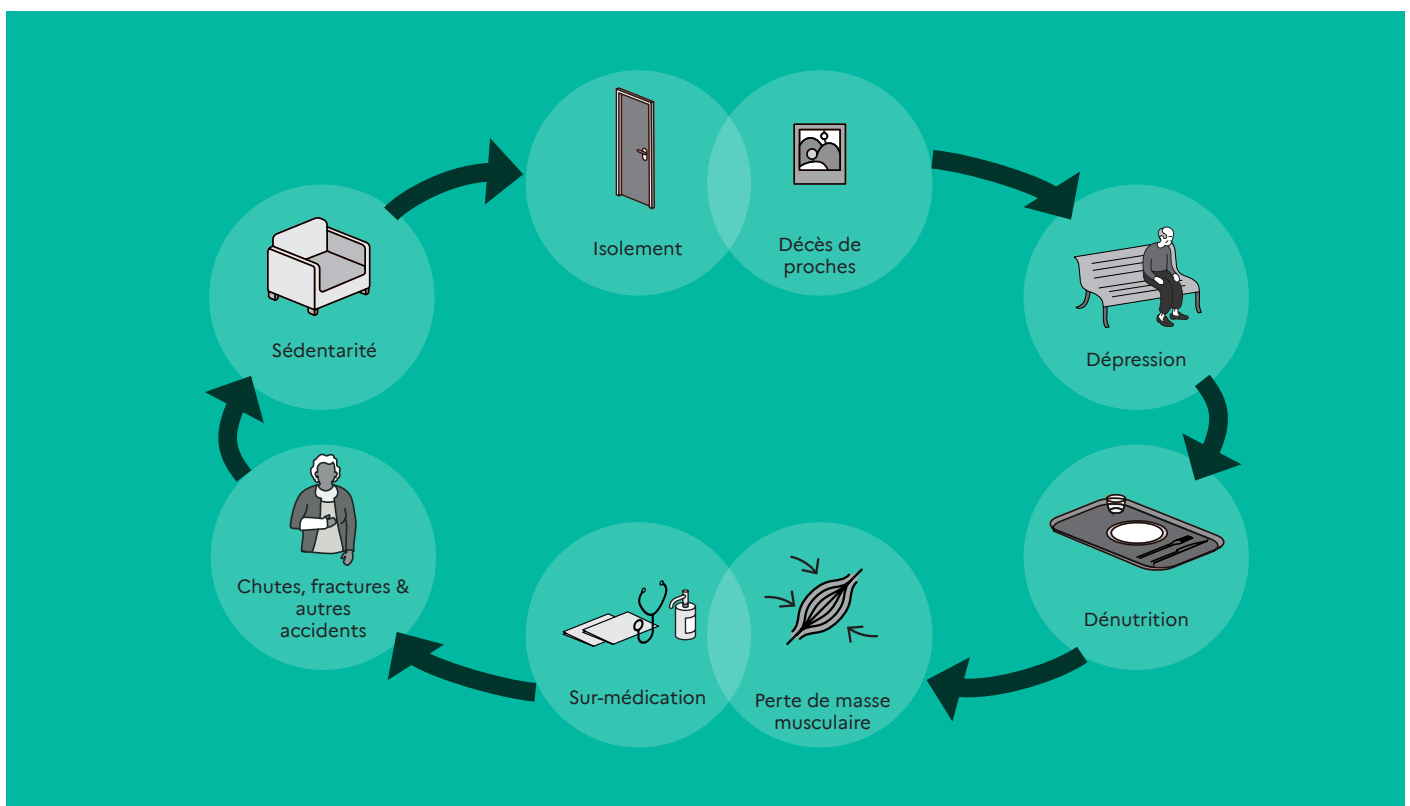 Isolement
Décès de
proches
Dépression
Dénutrition
Perte de masse
musculaire
Sur-médication
Chutes, fractures &
autres
accidents
Sédentarité